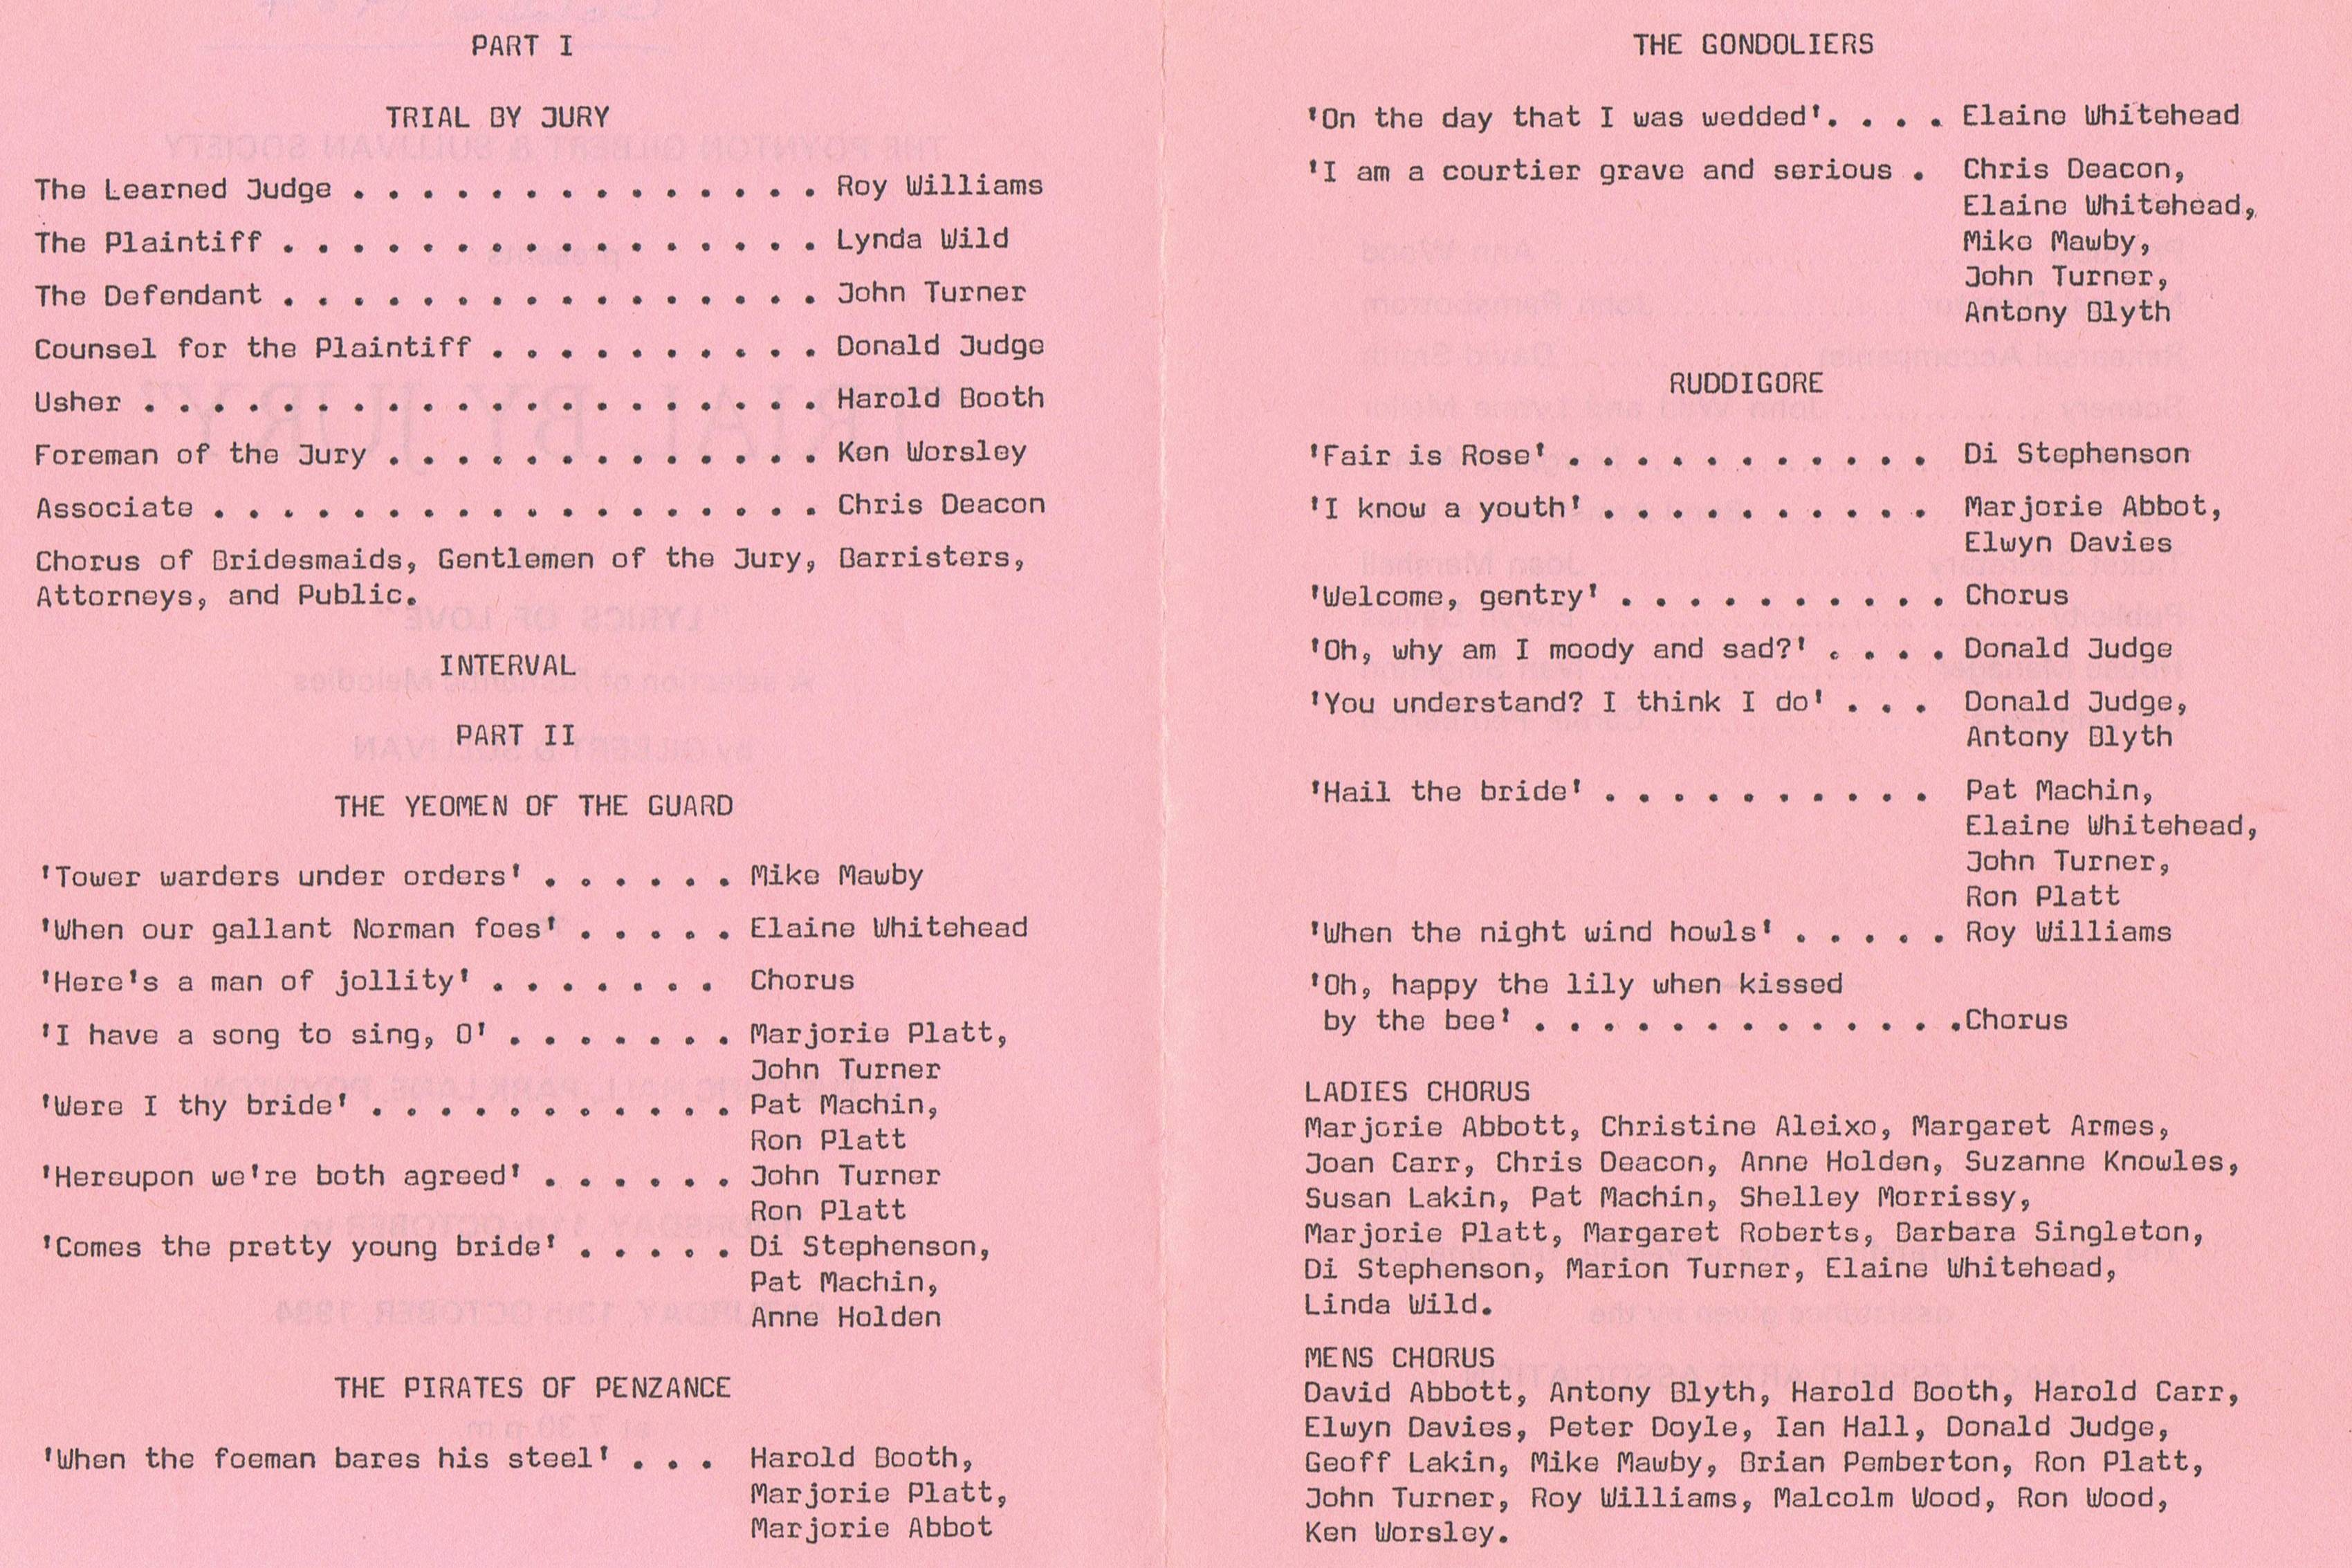 PART I
TRIAL BY JURY
The Learned Judge . . . . . . . . . . . . . . Roy Williams
The Plaintiff . . . . . . . . . . . . . . . . Lynda Wild
The Defendant . . . . . . . . . . . . . . . . John Turner
Counsel for the Plaintiff . . . . . . . . . . Donald Judge
Usher . . . . . . . . . . . . . . . . . . . . Harold Booth
Foreman of the Jury . . . . . . . . . . . . . Ken Worsley
Associate . . . . . . . . . . . . . . . . . . Chris Deacon
Chorus of Bridesmaids, Gentlemen of the Jury, Barristers,
Attorneys, and Public.
INTERVAL
PART II
THE YEOMEN OF THE GUARD
'Tower warders under orders' . . . . . . Mike Mawby
'When our gallant Norman foes' . . . . . Elaine Whitehead
'Here's a man of jollity' . . . . . . . Chorus
'I have a song to sing, O' . . . . . . . Marjorie Platt,
John Turner
'Were I thy bride' . . . . . . . . . . . Pat Machin,
Ron Platt
'Hereupon we're both agreed' . . . . . . John Turner
Ron Platt
'Comes the pretty young bride' . . . . . Di Stephenson,
Pat Machin,
Anne Holden
THE PIRATES OF PENZANCE
'When the foeman bares his steel' . . . Harold Booth,
Marjorie Platt,
Marjorie Abbot
THE GONDOLIERS
'On the day that I was wedded'. . . . Elaine Whitehead
'I am a courtier grave and serious . Chris Deacon,
Elaine Whitehead,
Mike Mawby,
John Turner,
Antony Blyth
RUDDIGORE
'Fair is Rose' . . . . . . . . . . . Di Stephenson
'I know a youth' . . . . . . . . . . Marjorie Abbot,
Elwyn Davies
'Welcome, gentry' . . . . . . . . . . Chorus
'Oh, why am I moody and sad?' . . . . Donald Judge
'You understand? I think I do' . . . Donald Judge,
Antony Blyth
'Hail the bride' . . . . . . . . . . Pat Machin,
Elaine Whitehead,
John Turner,
Ron Platt
'When the night wind howls' . . . . . Roy Williams
'Oh, happy the lily when kissed
by the bee' . . . . . . . . . . . . .Chorus
LADIES CHORUS
Marjorie Abbott, Christine Aleixo, Margaret Armes,
Joan Carr, Chris Deacon, Anne Holden, Suzanne Knowles,
Susan Lakin, Pat Machin, Shelley Morrissy,
Marjorie Platt, Margaret Roberts, Barbara Singleton,
Di Stephenson, Marion Turner, Elaine Whitehead,
Linda Wild.
MENS CHORUS
David Abbott, Antony Blyth, Harold Booth, Harold Carr,
Elwyn Davies, Peter Doyle, Ian Hall, Donald Judge,
Geoff Lakin, Mike Mawby, Brian Pemberton, Ron Platt,
John Turner, Roy Williams, Malcolm Wood, Ron Wood,
Ken Worsley.